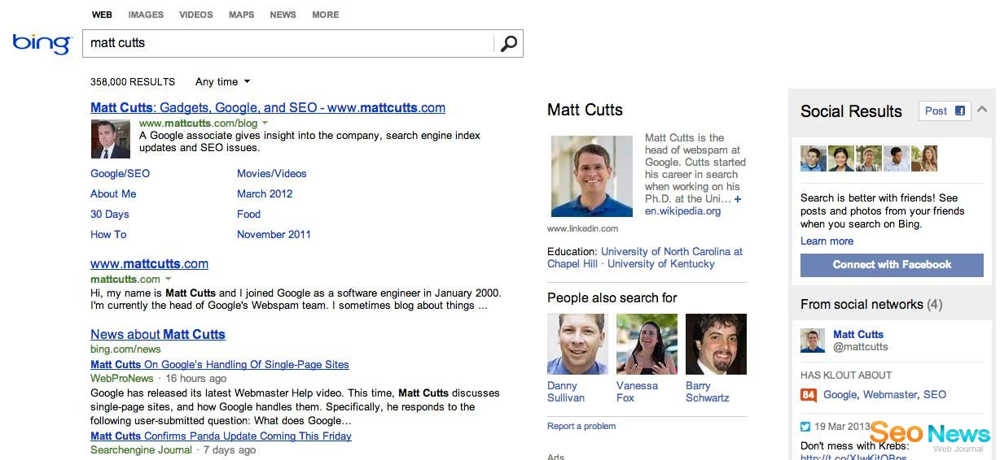 WEB IMAGES VIDEOS MAPS NEWS MORE
bing
matt cutts
358,000 RESULTS Any time
Matt Cutts: Gadgets, Google, and SEO - www.mattcutts.com
www.mattcutts.com/blog
A Google associate gives insight into the company, search engine index
updates and SEO issues.
Google/SEO Movies/Videos
About Me March 2012
30 Days Food
How To November 2011
www.mattcutts.com
mattcutts.com
Hi, my name is Matt Cutts and I joined Google as a software engineer in January 2000.
I'm currently the head of Google's Webspam team. I sometimes blog about things ...
News about Matt Cutts
bing.com/news
Matt Cutts On Google's Handling Of Single-Page Sites
WebProNews · 16 hours ago
Google has released its latest Webmaster Help video. This time, Matt Cutts discusses
single-page sites, and how Google handles them. Specifically, he responds to the
following user-submitted question: What does Google…
Matt Cutts Confirms Panda Update Coming This Friday
Searchengine Journal · 7 days ago
Matt Cutts
Matt Cutts is the
head of webspam at
Google. Cutts started
his career in search
when working on his
Ph.D. at the Uni… +
en.wikipedia.org
www.linkedin.com
Education: University of North Carolina at
Chapel Hill · University of Kentucky
People also search for
Danny
Sullivan
Vanessa
Fox
Barry
Schwartz
Report a problem
Ads
Social Results Post
Search is better with friends! See
posts and photos from your friends
when you search on Bing.
Learn more
Connect with Facebook
From social networks (4)
Matt Cutts
@mattcutts
HAS KLOUT ABOUT
84 Google, Webmaster, SEO
19 Mar 2013
Don't mess with Krebs:
Seo News
Web Journal